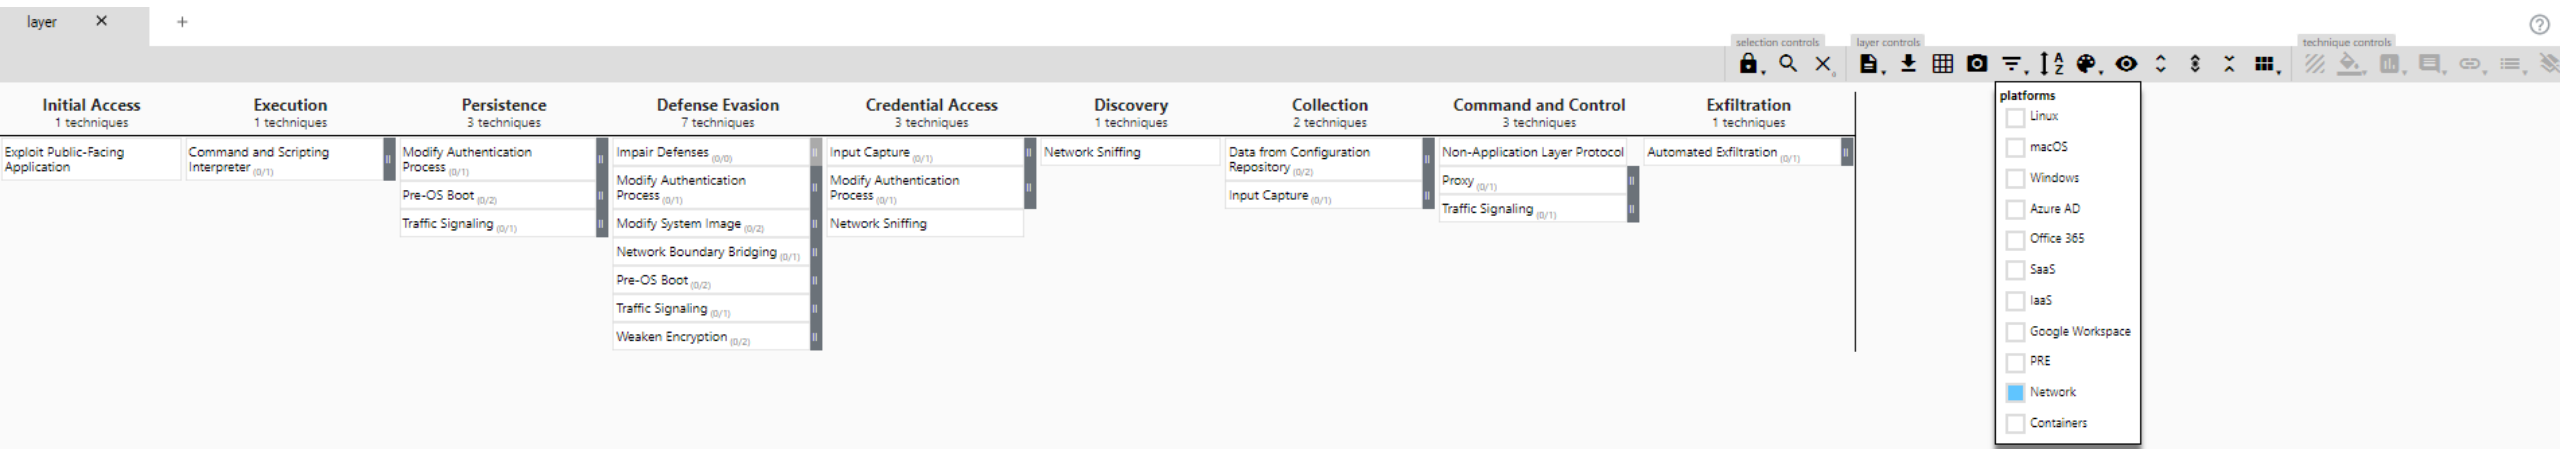 layer ✕ +
selection controls layer controls technique controls
Initial Access
1 techniques
Exploit Public-Facing
Application
Execution
1 techniques
Command and Scripting
Interpreter (0/1)
Persistence
3 techniques
Modify Authentication
Process (0/1)
Pre-OS Boot (0/2)
Traffic Signaling (0/1)
Defense Evasion
7 techniques
Impair Defenses (0/0)
Modify Authentication
Process (0/1)
Modify System Image (0/2)
Network Boundary Bridging (0/1)
Pre-OS Boot (0/2)
Traffic Signaling (0/1)
Weaken Encryption (0/2)
Credential Access
3 techniques
Input Capture (0/1)
Modify Authentication
Process (0/1)
Network Sniffing
Discovery
1 techniques
Network Sniffing
Collection
2 techniques
Data from Configuration
Repository (0/2)
Input Capture (0/1)
Command and Control
3 techniques
Non-Application Layer Protocol
Proxy (0/1)
Traffic Signaling (0/1)
Exfiltration
1 techniques
Automated Exfiltration (0/1)
platforms
Linux
macOS
Windows
Azure AD
Office 365
SaaS
IaaS
Google Workspace
PRE
Network
Containers